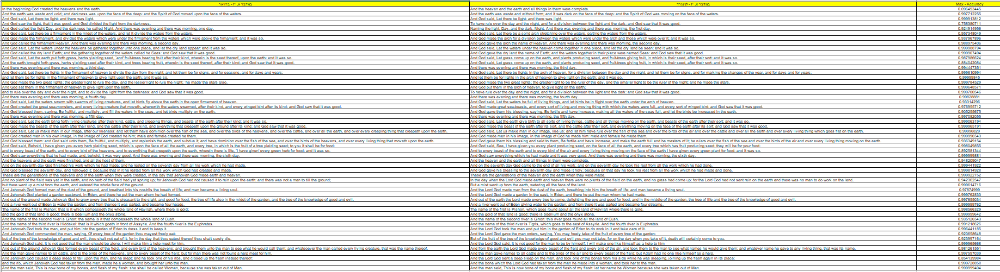 במדבר א, יז - ברויאר במדבר א, יז - לנינגרד Max - Accuracy
In the beginning God created the heavens and the earth. And the heaven and the earth and all things in them were complete. 0.096493445
And the earth was waste and void; and darkness was upon the face of the deep: and the Spirit of God moved upon the face of the waters. And the earth was waste and without form; and it was dark on the face of the deep: and the Spirit of God was moving on the face of the waters. 0.997712255
And God said, Let there be light: and there was light. And God said, Let there be light: and there was light. 0.999913812
And God saw the light, that it was good: and God divided the light from the darkness. To have rule over the day and the night, and for a division between the light and the dark: and God saw that it was good. 0.758380711
And God called the light Day, and the darkness he called Night. And there was evening and there was morning, one day. Naming the light, Day, and the dark, Night. And there was evening and there was morning, the first day. 0.924914956
And God said, Let there be a firmament in the midst of the waters, and let it divide the waters from the waters. And God said, Let there be a solid arch stretching over the waters, parting the waters from the waters. 0.957348049
And God made the firmament, and divided the waters which were under the firmament from the waters which were above the firmament: and it was so. And God made the arch for a division between the waters which were under the arch and those which were over it: and it was so. 0.937967896
And God called the firmament Heaven. And there was evening and there was morning, a second day. And God gave the arch the name of Heaven. And there was evening and there was morning, the second day. 0.988975406
And God said, Let the waters under the heavens be gathered together unto one place, and let the dry land appear: and it was so. And God said, Let the waters under the heaven come together in one place, and let the dry land be seen: and it was so. 0.999988794
And God called the dry land Earth; and the gathering together of the waters called he Seas: and God saw that it was good. And God gave the dry land the name of Earth; and the waters together in their place were named Seas: and God saw that it was good. 0.999907494
And God said, Let the earth put forth grass, herbs yielding seed, 'and' fruit-trees bearing fruit after their kind, wherein is the seed thereof, upon the earth: and it was so. And God said, Let grass come up on the earth, and plants producing seed, and fruit-trees giving fruit, in which is their seed, after their sort: and it was so. 0.987986624
And the earth brought forth grass, herbs yielding seed after their kind, and trees bearing fruit, wherein is the seed thereof, after their kind: and God saw that it was good. And God said, Let grass come up on the earth, and plants producing seed, and fruit-trees giving fruit, in which is their seed, after their sort: and it was so. 0.884042084
And there was evening and there was morning, a third day. And there was evening and there was morning, the third day. 0.994447351
And God said, Let there be lights in the firmament of heaven to divide the day from the night; and let them be for signs, and for seasons, and for days and years: And God said, Let there be lights in the arch of heaven, for a division between the day and the night, and let them be for signs, and for marking the changes of the year, and for days and for years: 0.999810994
and let them be for lights in the firmament of heaven to give light upon the earth: and it was so. And let them be for lights in the arch of heaven to give light on the earth: and it was so. 0.99999845
And God made the two great lights; the greater light to rule the day, and the lesser light to rule the night: 'he made' the stars also. And God made the two great lights: the greater light to be the ruler of the day, and the smaller light to be the ruler of the night: and he made the stars. 0.999784529
And God set them in the firmament of heaven to give light upon the earth, And God put them in the arch of heaven, to give light on the earth; 0.999648571
and to rule over the day and over the night, and to divide the light from the darkness: and God saw that it was good. To have rule over the day and the night, and for a division between the light and the dark: and God saw that it was good. 0.999700546
And there was evening and there was morning, a fourth day. And there was evening and there was morning, the fourth day. 0.99828881
And God said, Let the waters swarm with swarms of living creatures, and let birds fly above the earth in the open firmament of heaven. And God said, Let the waters be full of living things, and let birds be in flight over the earth under the arch of heaven. 0.93314296
And God created the great sea-monsters, and every living creature that moveth, wherewith the waters swarmed, after their kind, and every winged bird after its kind: and God saw that it was good. And God made great sea-beasts, and every sort of living and moving thing with which the waters were full, and every sort of winged bird: and God saw that it was good. 0.976955712
And God blessed them, saying, Be fruitful, and multiply, and fill the waters in the seas, and let birds multiply on the earth. And God gave them his blessing, saying, Be fertile and have increase, making all the waters of the seas full, and let the birds be increased in the earth. 0.905255675
And there was evening and there was morning, a fifth day. And there was evening and there was morning, the fifth day. 0.997082055
And God said, Let the earth bring forth living creatures after their kind, cattle, and creeping things, and beasts of the earth after their kind: and it was so. And God said, Let the earth give birth to all sorts of living things, cattle and all things moving on the earth, and beasts of the earth after their sort: and it was so. 0.999063194
And God made the beasts of the earth after their kind, and the cattle after their kind, and everything that creepeth upon the ground after its kind: and God saw that it was good. And God made the beast of the earth after its sort, and the cattle after their sort, and everything moving on the face of the earth after its sort: and God saw that it was good. 0.999965191
And God said, Let us make man in our image, after our likeness: and let them have dominion over the fish of the sea, and over the birds of the heavens, and over the cattle, and over all the earth, and over every creeping thing that creepeth upon the earth. And God said, Let us make man in our image, like us: and let him have rule over the fish of the sea and over the birds of the air and over the cattle and over all the earth and over every living thing which goes flat on the earth. 0.99996829
And God created man in his own image, in the image of God created he him; male and female created he them. And God made man in his image, in the image of God he made him: male and female he made them. 0.999996543
And God blessed them: and God said unto them, Be fruitful, and multiply, and replenish the earth, and subdue it; and have dominion over the fish of the sea, and over the birds of the heavens, and over every living thing that moveth upon the earth. And God gave them his blessing and said to them, Be fertile and have increase, and make the earth full and be masters of it; be rulers over the fish of the sea and over the birds of the air and over every living thing moving on the earth. 0.936349154
And God said, Behold, I have given you every herb yielding seed, which is upon the face of all the earth, and every tree, in which is the fruit of a tree yielding seed; to you it shall be for food: And God said, See, I have given you every plant producing seed, on the face of all the earth, and every tree which has fruit producing seed: they will be for your food: 0.998049855
and to every beast of the earth, and to every bird of the heavens, and to everything that creepeth upon the earth, wherein there is life, 'I have given' every green herb for food: and it was so. And to every beast of the earth and to every bird of the air and every living thing moving on the face of the earth I have given every green plant for food: and it was so. 0.892581344
And God saw everything that he had made, and, behold, it was very good. And there was evening and there was morning, the sixth day. And God saw everything which he had made and it was very good. And there was evening and there was morning, the sixth day. 0.999999881
And the heavens and the earth were finished, and all the host of them. And the heaven and the earth and all things in them were complete. 0.948209047
And on the seventh day God finished his work which he had made; and he rested on the seventh day from all his work which he had made. And on the seventh day God came to the end of all his work; and on the seventh day he took his rest from all the work which he had done. 0.999441922
And God blessed the seventh day, and hallowed it; because that in it he rested from all his work which God had created and made. And God gave his blessing to the seventh day and made it holy: because on that day he took his rest from all the work which he had made and done. 0.999814928
These are the generations of the heavens and of the earth when they were created, in the day that Jehovah God made earth and heaven. These are the generations of the heaven and the earth when they were made. 0.999922752
And no plant of the field was yet in the earth, and no herb of the field had yet sprung up; for Jehovah God had not caused it to rain upon the earth: and there was not a man to till the ground; In the day when the Lord God made earth and heaven there were no plants of the field on the earth, and no grass had come up: for the Lord God had not sent rain on the earth and there was no man to do work on the land. 0.942362547
but there went up a mist from the earth, and watered the whole face of the ground. But a mist went up from the earth, watering all the face of the land. 0.999614716
And Jehovah God formed man of the dust of the ground, and breathed into his nostrils the breath of life; and man became a living soul. And the Lord God made man from the dust of the earth, breathing into him the breath of life: and man became a living soul. 0.97874999
And Jehovah God planted a garden eastward, in Eden; and there he put the man whom he had formed. And the Lord God made a garden in the east, in Eden; and there he put the man whom he had made. 0.999762833
And out of the ground made Jehovah God to grow every tree that is pleasant to the sight, and good for food; the tree of life also in the midst of the garden, and the tree of the knowledge of good and evil. And out of the earth the Lord made every tree to come, delighting the eye and good for food; and in the middle of the garden, the tree of life and the tree of the knowledge of good and evil. 0.997655034
And a river went out of Eden to water the garden; and from thence it was parted, and became four heads. And a river went out of Eden giving water to the garden; and from there it was parted and became four streams. 0.999999762
The name of the first is Pishon: that is it which compasseth the whole land of Havilah, where there is gold; The name of the first is Pishon, which goes round about all the land of Havilah where there is gold. 0.998566329
and the gold of that land is good: there is bdellium and the onyx stone. And the gold of that land is good: there is bdellium and the onyx stone. 0.999999642
And the name of the second river is Gihon: the same is it that compasseth the whole land of Cush. And the name of the second river is Gihon: this river goes round all the land of Cush. 0.935126543
And the name of the third river is Hiddekel: that is it which goeth in front of Assyria. And the fourth river is the Euphrates. And the name of the third river is Tigris, which goes to the east of Assyria. And the fourth river is Euphrates. 0.991218626
And Jehovah God took the man, and put him into the garden of Eden to dress it and to keep it. And the Lord God took the man and put him in the garden of Eden to do work in it and take care of it. 0.996441185
And Jehovah God commanded the man, saying, Of every tree of the garden thou mayest freely eat: And the Lord God gave the man orders, saying, You may freely take of the fruit of every tree of the garden: 0.920658648
but of the tree of the knowledge of good and evil, thou shalt not eat of it: for in the day that thou eatest thereof thou shalt surely die. But of the fruit of the tree of the knowledge of good and evil you may not take; for on the day when you take of it, death will certainly come to you. 0.923997164
And Jehovah God said, It is not good that the man should be alone; I will make him a help meet for him. And the Lord God said, It is not good for the man to be by himself: I will make one like himself as a help to him 0.999965668
And out of the ground Jehovah God formed every beast of the field, and every bird of the heavens; and brought them unto the man to see what he would call them: and whatsoever the man called every living creature, that was the name thereof. And from the earth the Lord God made every beast of the field and every bird of the air, and took them to the man to see what names he would give them: and whatever name he gave to any living thing, that was its name. 0.981261551
And the man gave names to all cattle, and to the birds of the heavens, and to every beast of the field; but for man there was not found a help meet for him. And the man gave names to all cattle and to the birds of the air and to every beast of the field; but Adam had no one like himself as a help. 0.997597039
And Jehovah God caused a deep sleep to fall upon the man, and he slept; and he took one of his ribs, and closed up the flesh instead thereof: And the Lord God sent a deep sleep on the man, and took one of the bones from his side while he was sleeping, joining up the flesh again in its place: 0.854139984
and the rib, which Jehovah God had taken from the man, made he a woman, and brought her unto the man. And the bone which the Lord God had taken from the man he made into a woman, and took her to the man. 0.999728858
And the man said, This is now bone of my bones, and flesh of my flesh: she shall be called Woman, because she was taken out of Man. And the man said, This is now bone of my bone and flesh of my flesh: let her name be Woman because she was taken out of Man. 0.999999404